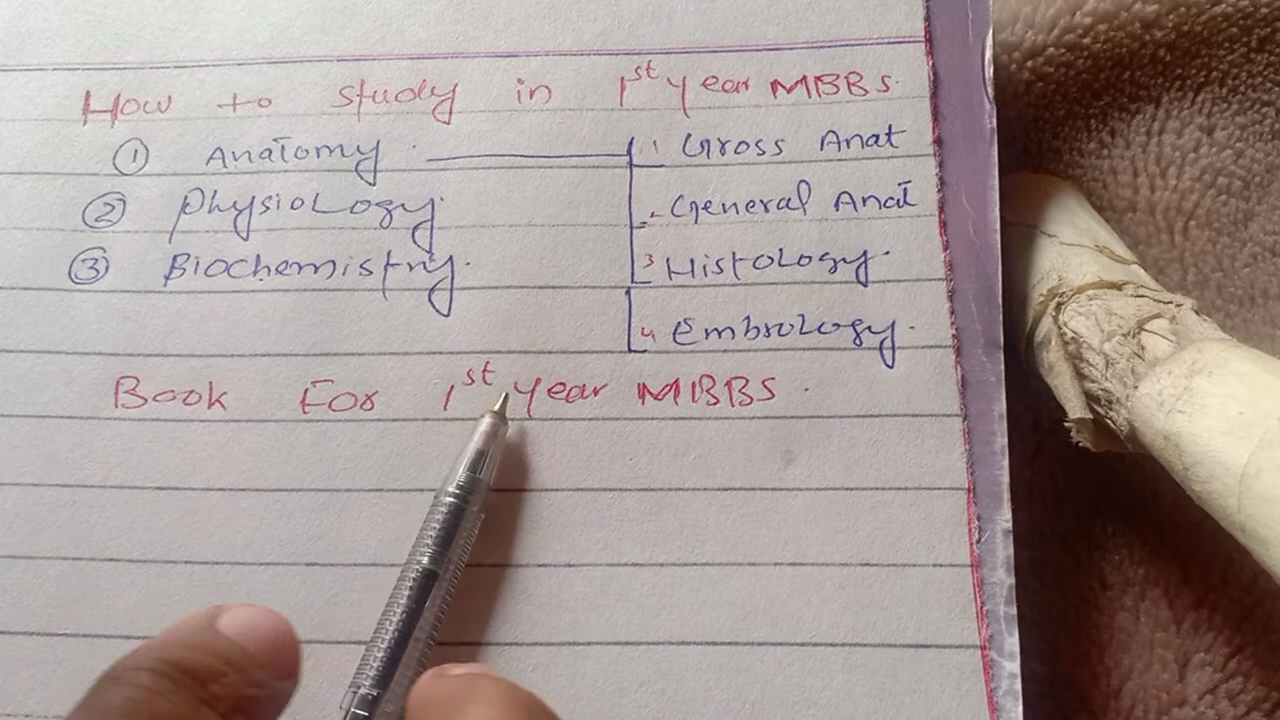 How to study in 1st year MBBS.
① Anatomy. 1 Gross Anat
② Physiology. 2 General Anat
③ Biochemistry. 3 Histology.
4 Embrology.
Book For 1st year MBBS.